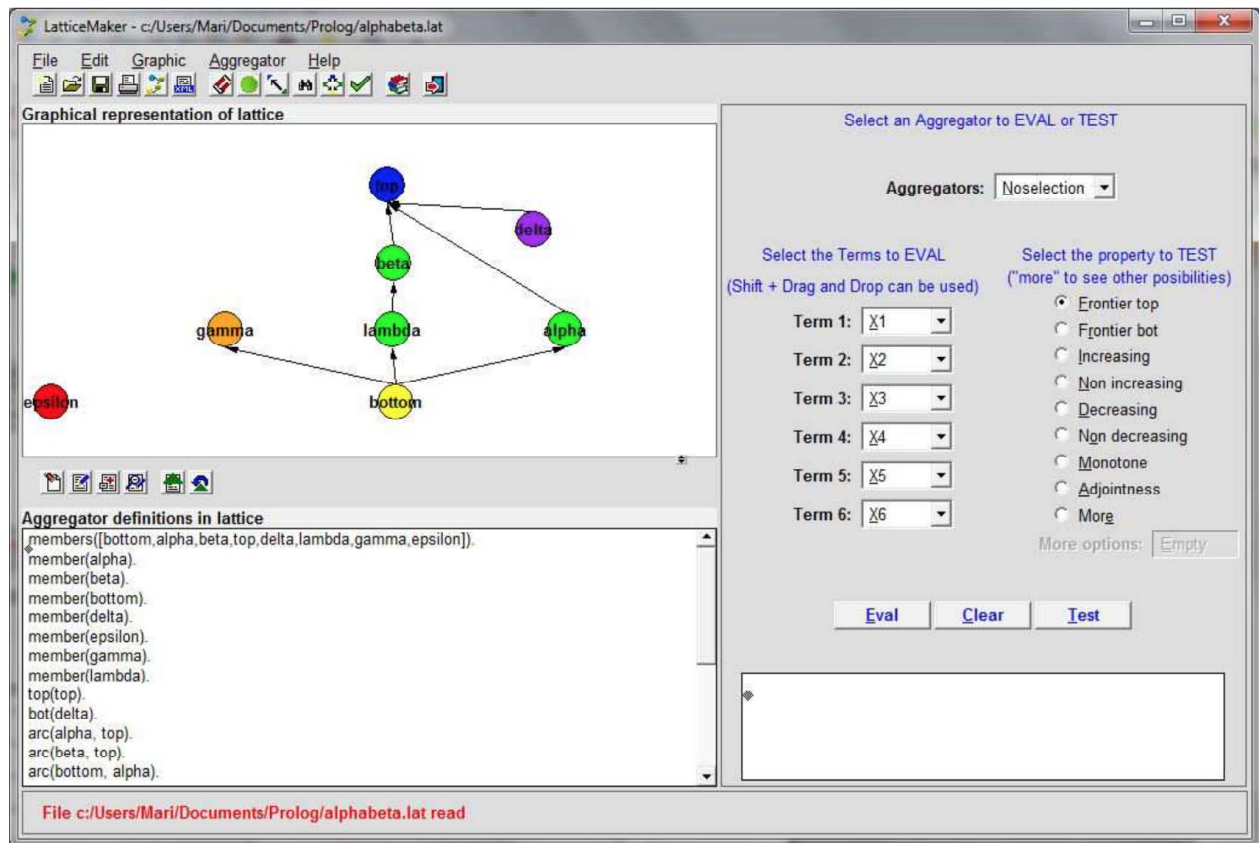 LatticeMaker - c:/Users/Mari/Documents/Prolog/alphabeta.lat
File Edit Graphic Aggregator Help
XML
Graphical representation of lattice
top
delta
beta
gamma
lambda
alpha
epsilon
bottom
Aggregator definitions in lattice
members([bottom,alpha,beta,top,delta,lambda,gamma,epsilon]).
member(alpha).
member(beta).
member(bottom).
member(delta).
member(epsilon).
member(gamma).
member(lambda).
top(top).
bot(delta).
arc(alpha, top).
arc(beta, top).
arc(bottom, alpha).
Select an Aggregator to EVAL or TEST
Aggregators: Noselection
Select the Terms to EVAL
(Shift + Drag and Drop can be used)
Term 1: X1
Term 2: X2
Term 3: X3
Term 4: X4
Term 5: X5
Term 6: X6
Select the property to TEST
("more" to see other posibilities)
Frontier top
Frontier bot
Increasing
Non increasing
Decreasing
Non decreasing
Monotone
Adjointness
More
More options: Empty
Eval Clear Test
File c:/Users/Mari/Documents/Prolog/alphabeta.lat read